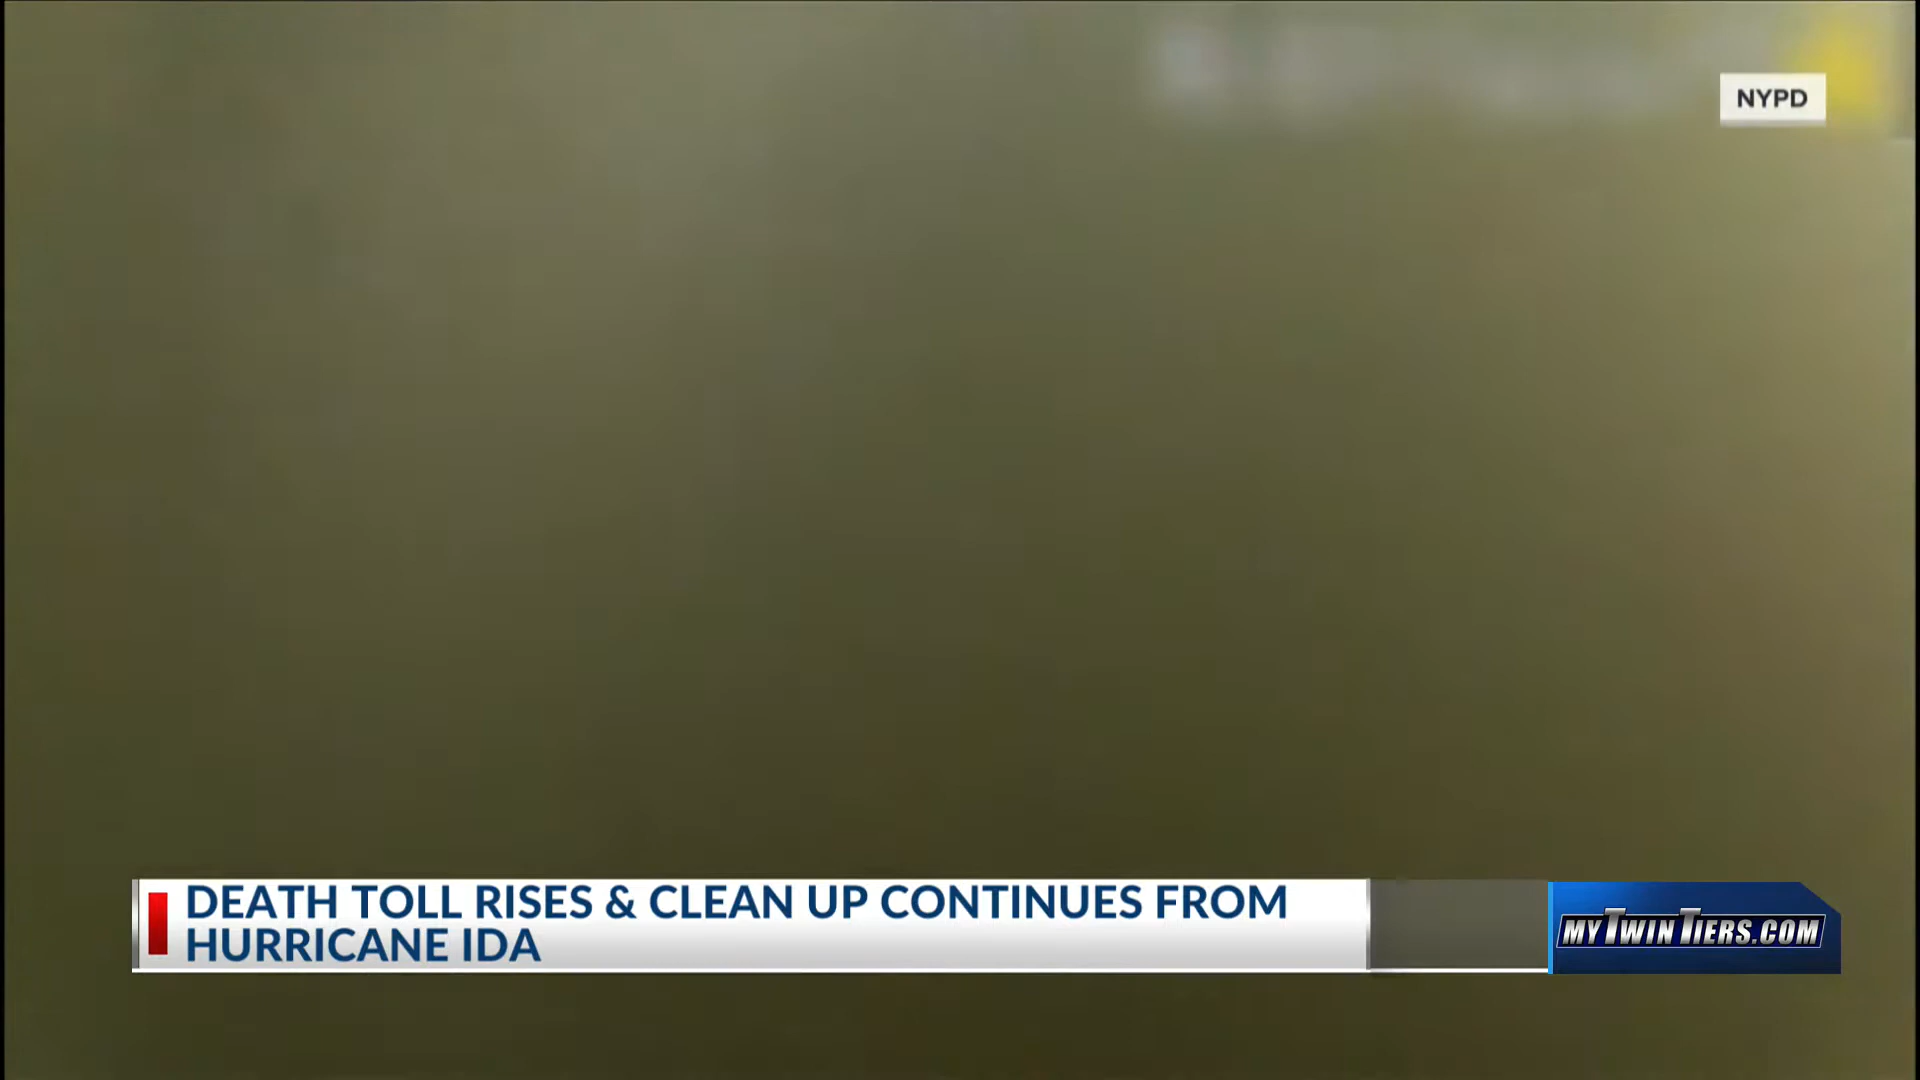 NYPD
DEATH TOLL RISES & CLEAN UP CONTINUES FROM
HURRICANE IDA
MYTWINTIERS.COM